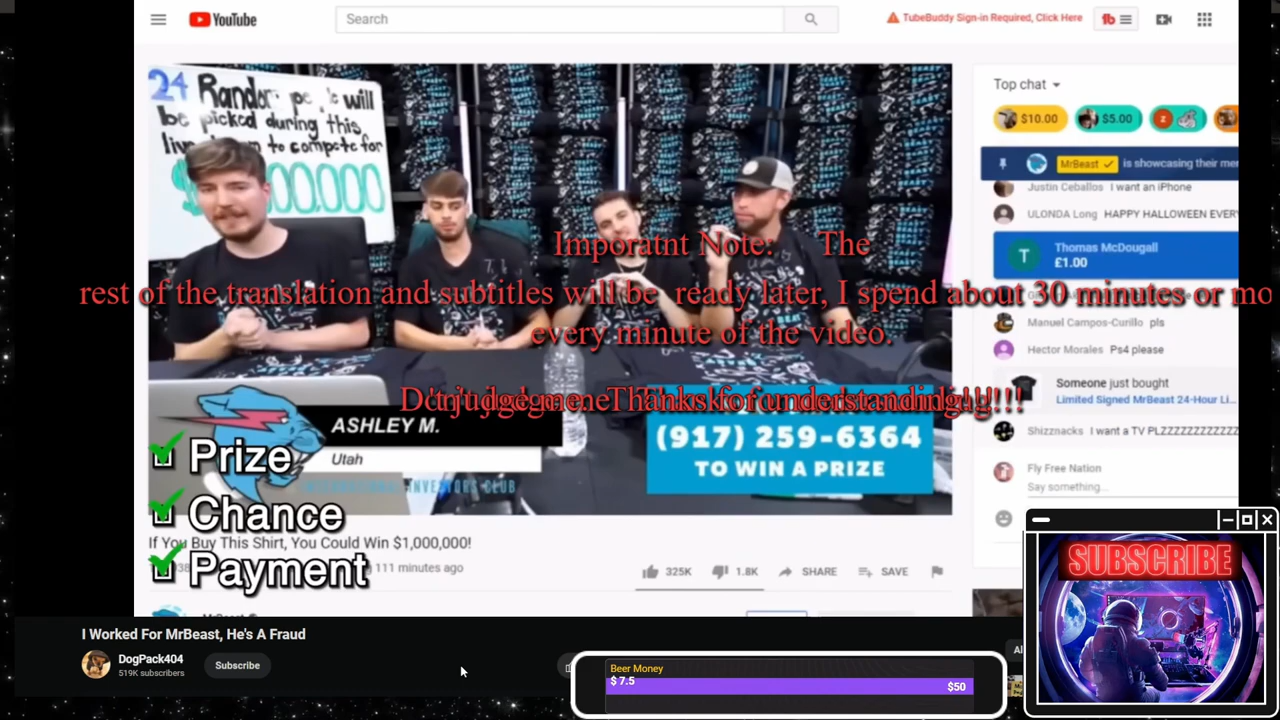 YouTube
Search
TubeBuddy Sign-in Required, Click Here
24 Random pe le will
be picked during this
live to compete for
Top chat
$10.00
$5.00
MrBeast is showcasing their mer
Justin Ceballos I want an iPhone
ULONDA Long HAPPY HALLOWEEN EVER
T
Thomas McDougall
£1.00
Imporatnt Note: The
rest of the translation and subtitles will be ready later, I spend about 30 minutes or mo
every minute of the video.
Manuel Campos-Curillo pls
Hector Morales Ps4 please
Someone just bought
Limited Signed MrBeast 24-Hour Li...
Shizznacks I want a TV PLZZZZZZZZZZZ
Fly Free Nation
Say something...
ASHLEY M.
Utah
(917) 259-6364
TO WIN A PRIZE
Prize
Chance
Payment
If You Buy This Shirt, You Could Win $1,000,000!
111 minutes ago
325K
1.8K
SHARE
SAVE
SUBSCRIBE
I Worked For MrBeast, He's A Fraud
DogPack404
519K subscribers
Subscribe
Beer Money
$ 7.5
$50